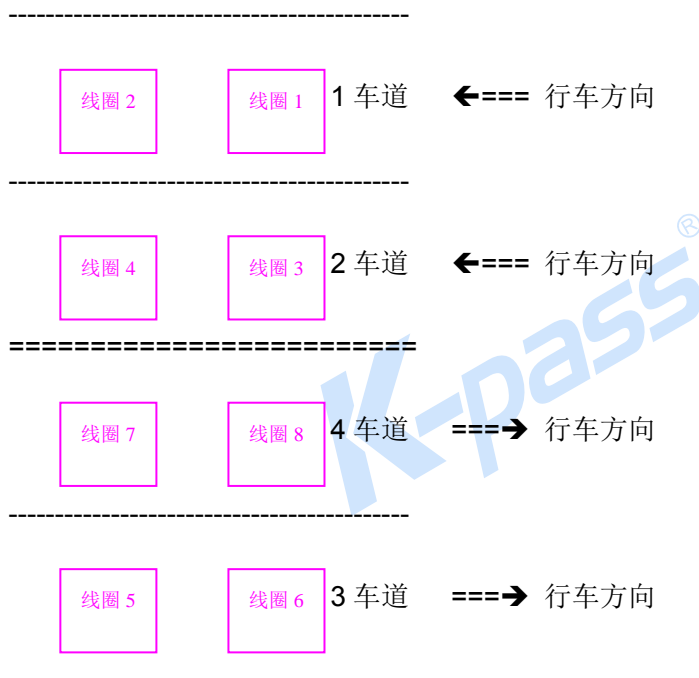 -------------------------------------------
线圈 2 线圈 1 1 车道 🡸=== 行车方向
-------------------------------------------
线圈 4 线圈 3 2 车道 🡸=== 行车方向
=========================
线圈 7 线圈 8 4 车道 ===➔ 行车方向
-------------------------------------------
线圈 5 线圈 6 3 车道 ===➔ 行车方向
K-pass®